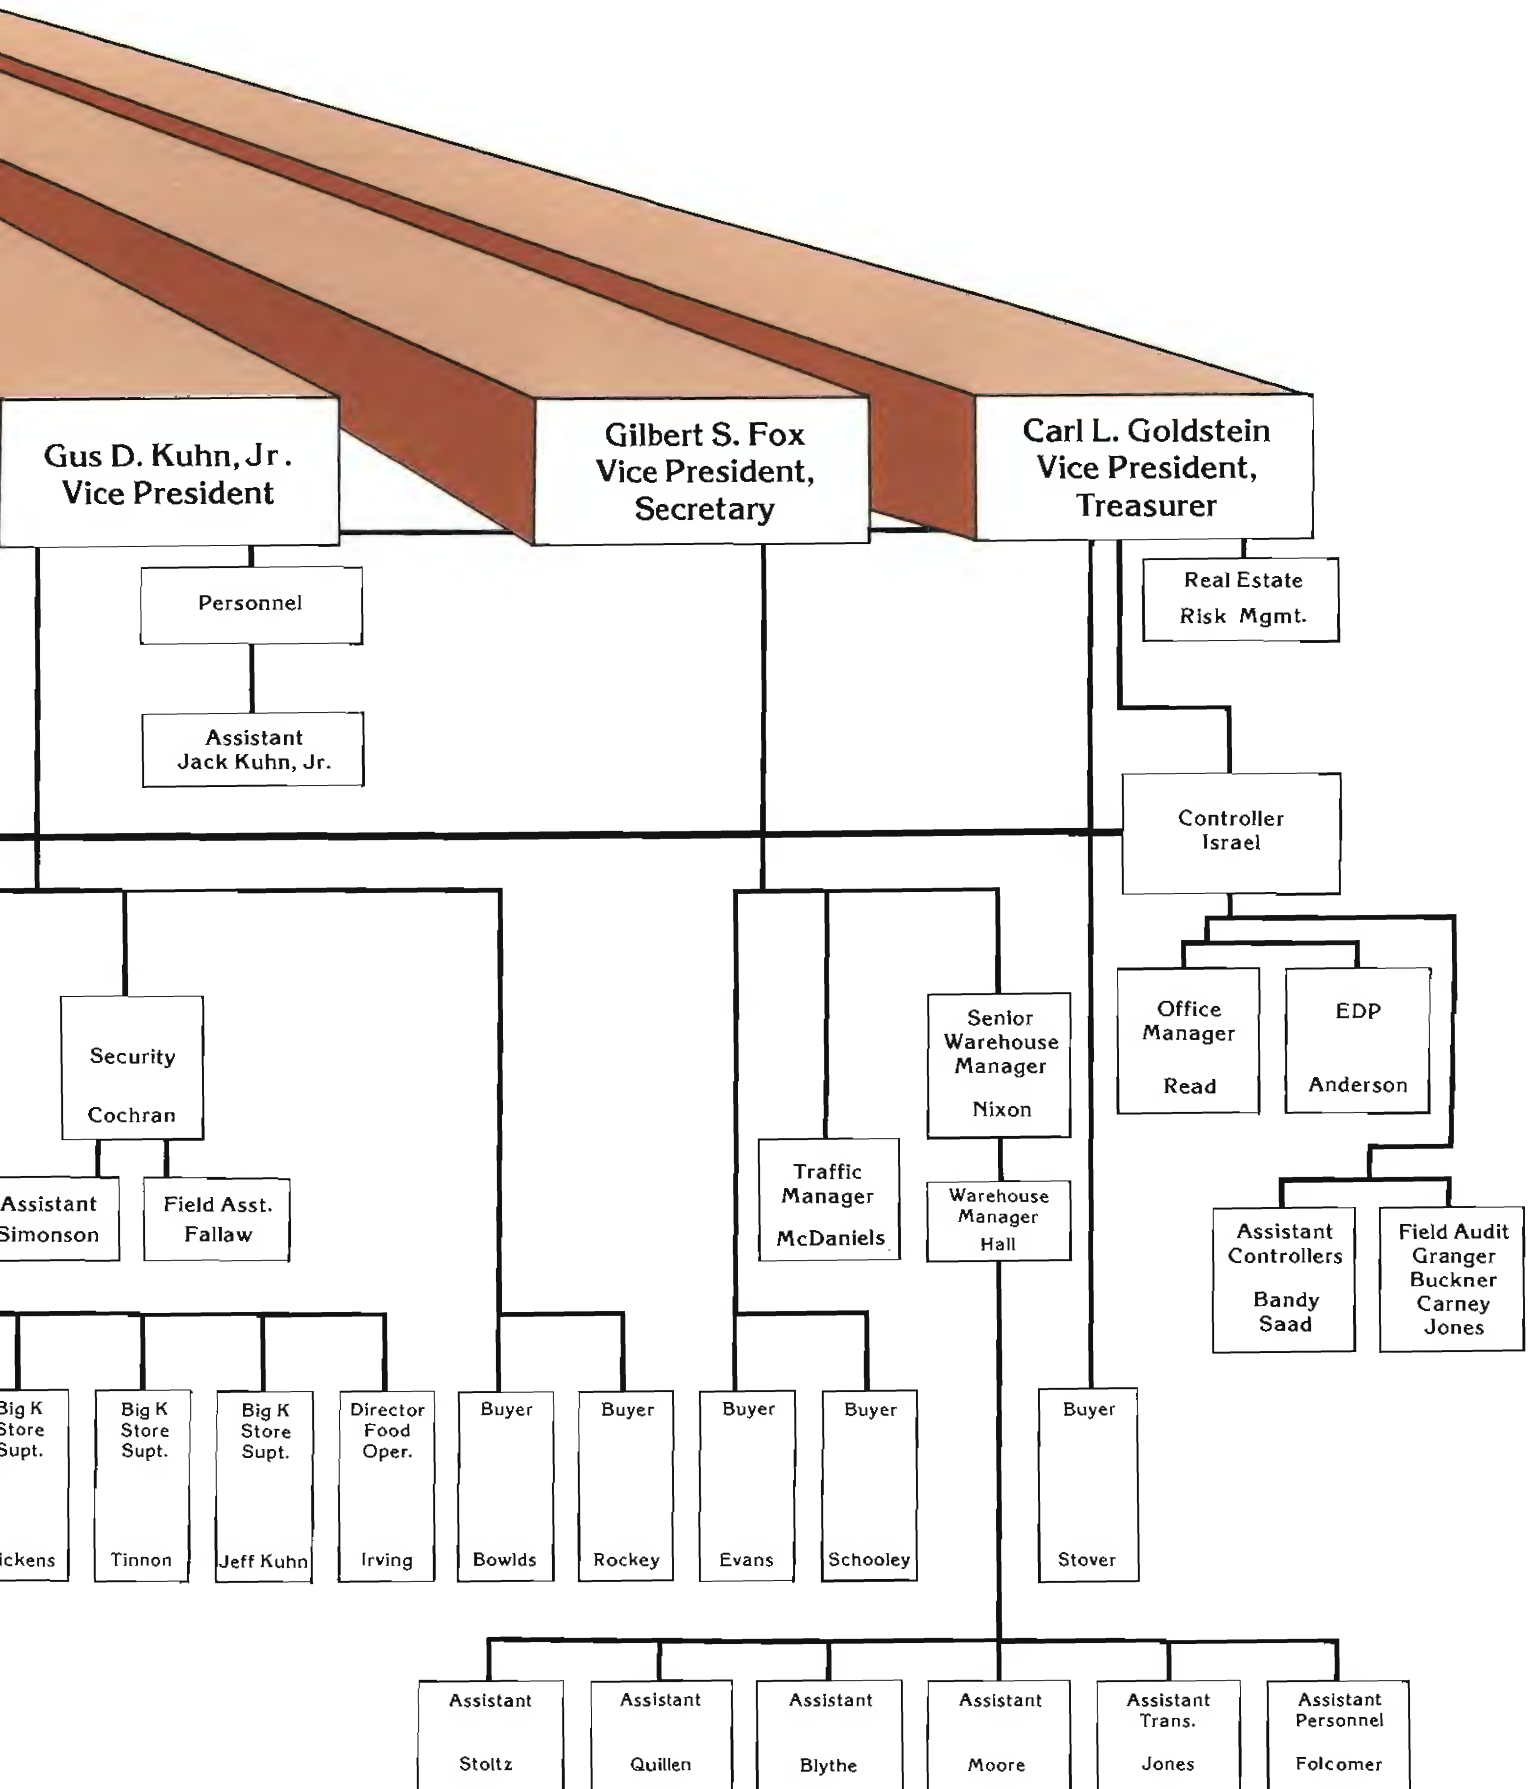 Gus D. Kuhn, Jr.
Vice President
Gilbert S. Fox
Vice President,
Secretary
Carl L. Goldstein
Vice President,
Treasurer
Personnel
Real Estate
Risk Mgmt.
Assistant
Jack Kuhn, Jr.
Controller
Israel
Security
Cochran
Senior
Warehouse
Manager
Nixon
Office
Manager
Read
EDP
Anderson
Assistant
Simonson
Field Asst.
Fallaw
Traffic
Manager
McDaniels
Warehouse
Manager
Hall
Assistant
Controllers
Bandy
Saad
Field Audit
Granger
Buckner
Carney
Jones
Big K
Store
Supt.
ickens
Big K
Store
Supt.
Tinnon
Big K
Store
Supt.
Jeff Kuhn
Director
Food
Oper.
Irving
Buyer
Bowlds
Buyer
Rockey
Buyer
Evans
Buyer
Schooley
Buyer
Stover
Assistant
Stoltz
Assistant
Quillen
Assistant
Blythe
Assistant
Moore
Assistant
Trans.
Jones
Assistant
Personnel
Folcomer